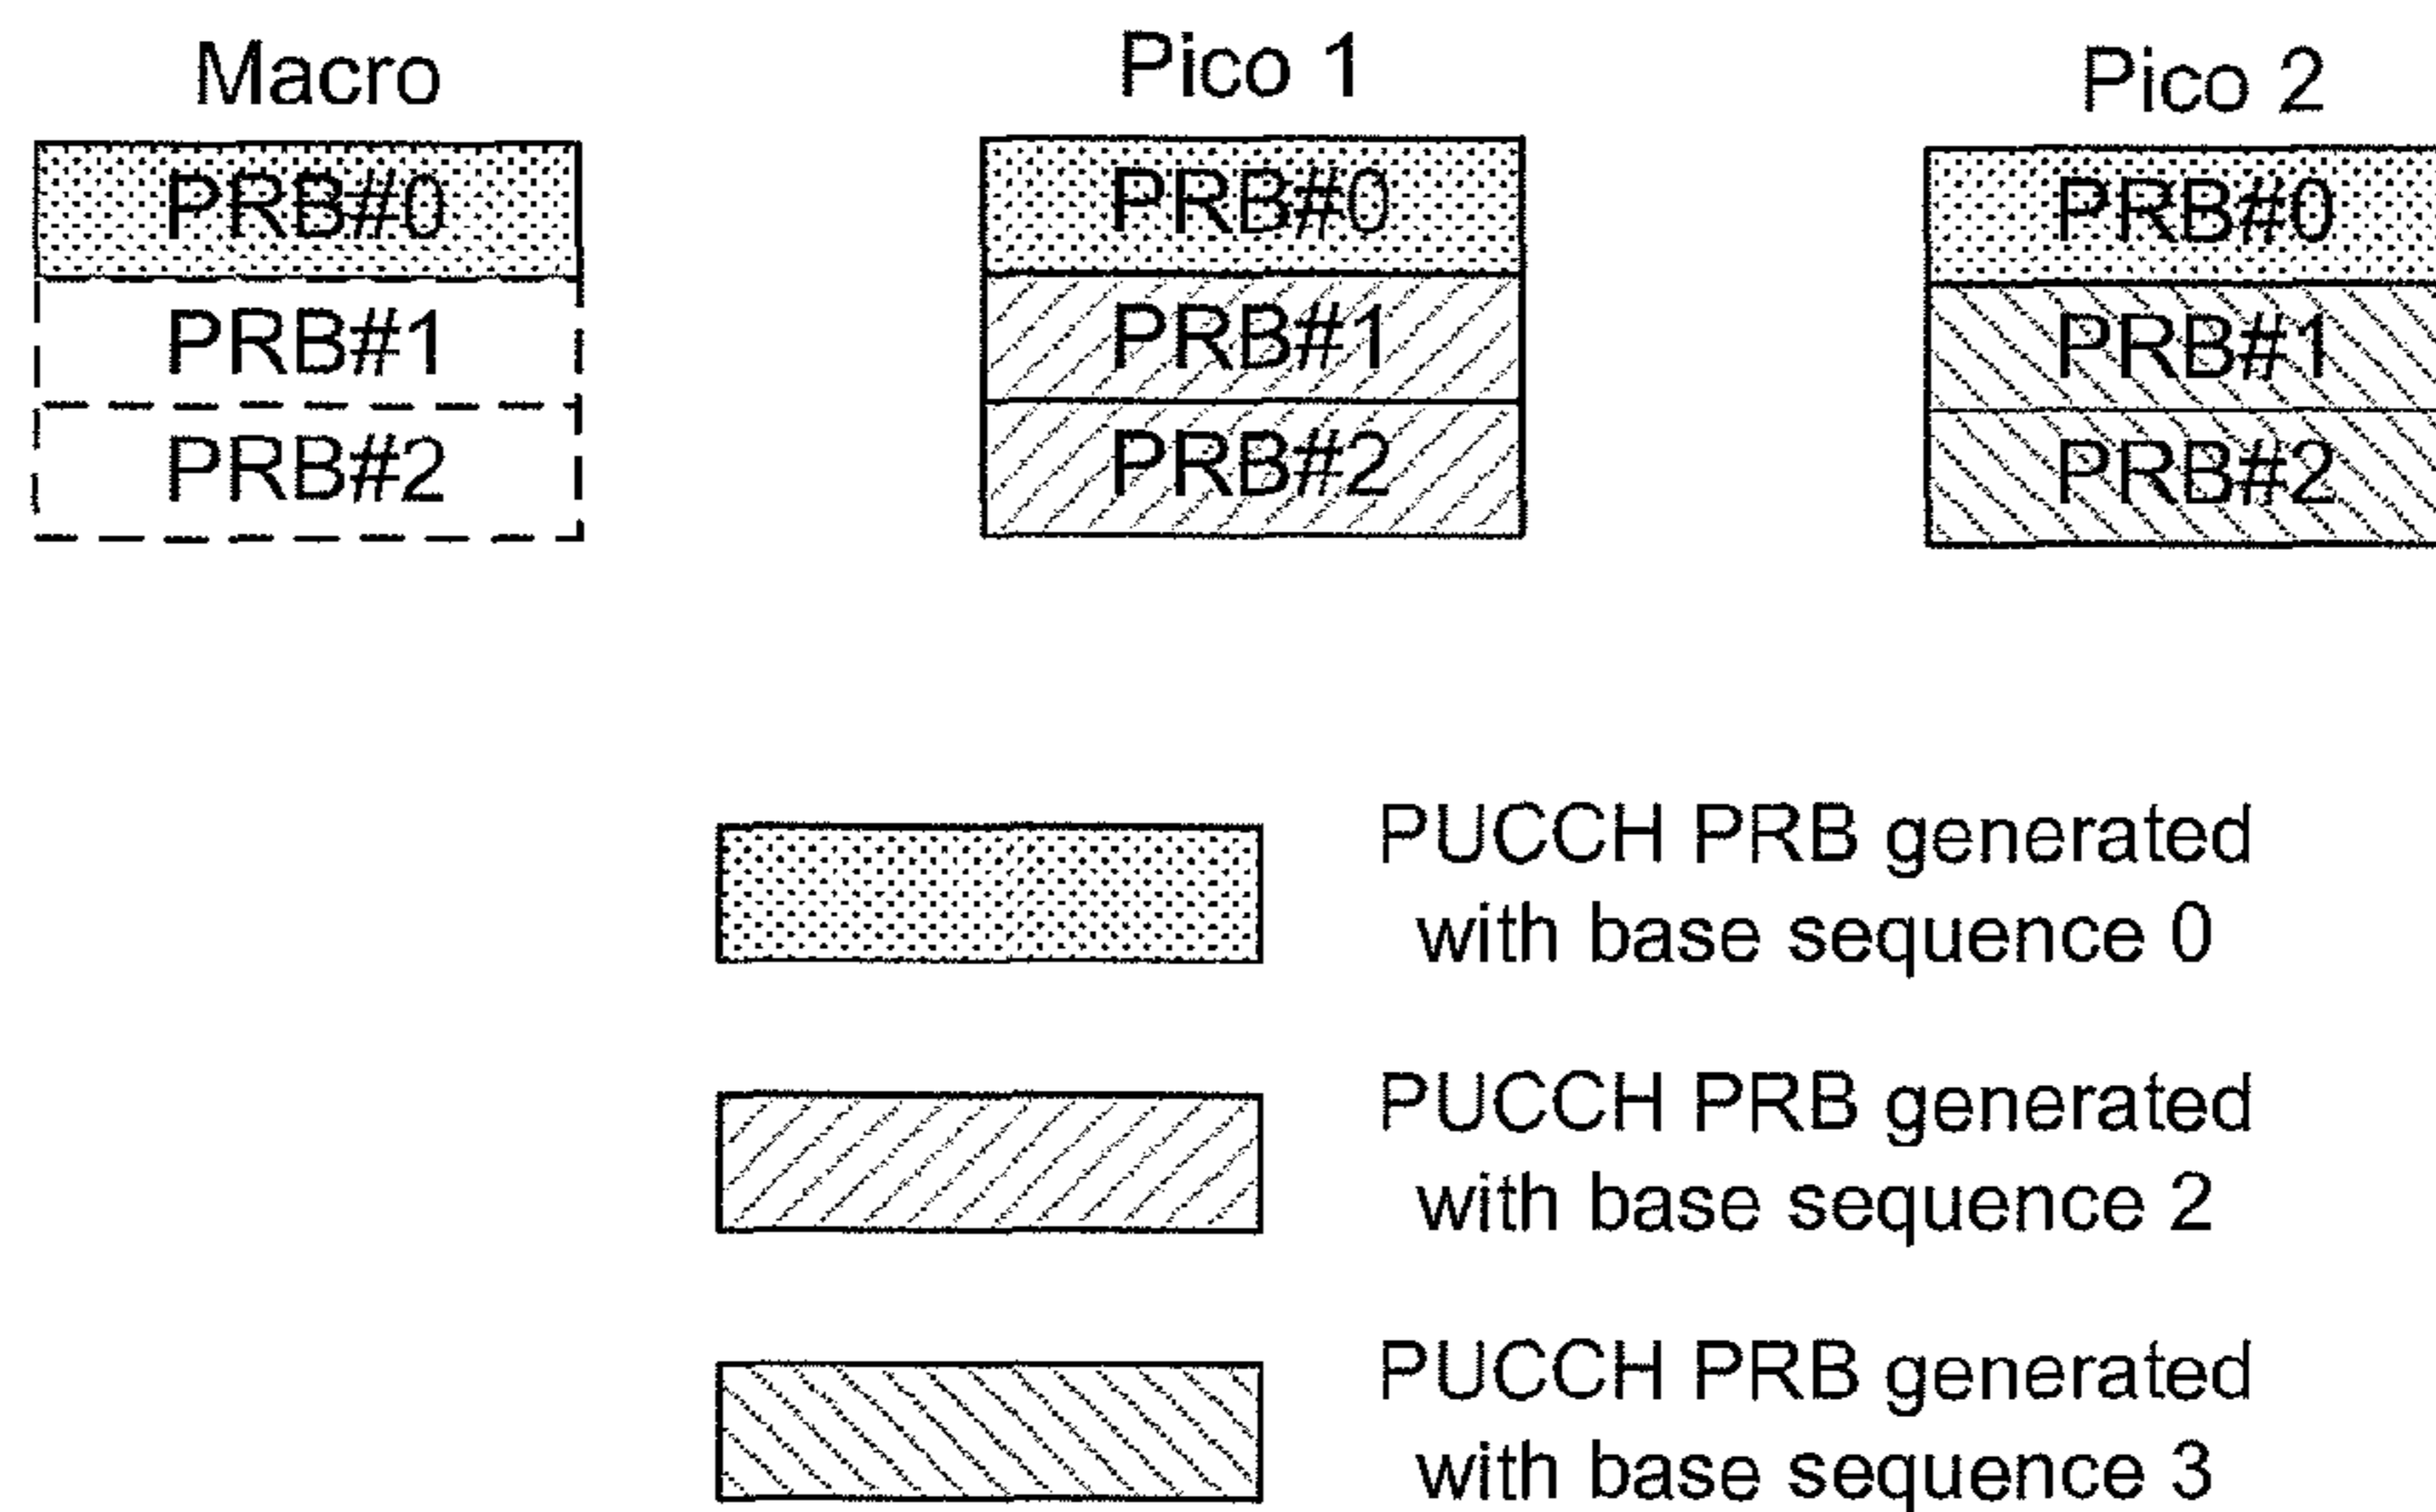 Macro
PRB#0
PRB#1
PRB#2
Pico 1
PRB#0
PRB#1
PRB#2
Pico 2
PRB#0
PRB#1
PRB#2
PUCCH PRB generated
with base sequence 0
PUCCH PRB generated
with base sequence 2
PUCCH PRB generated
with base sequence 3